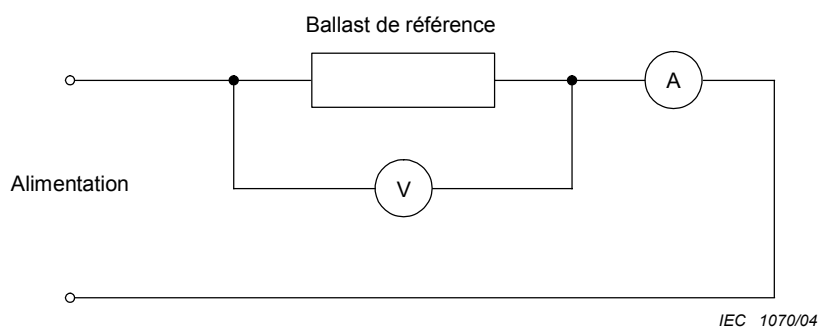 Ballast de référence
A
Alimentation
V
IEC 1070/04